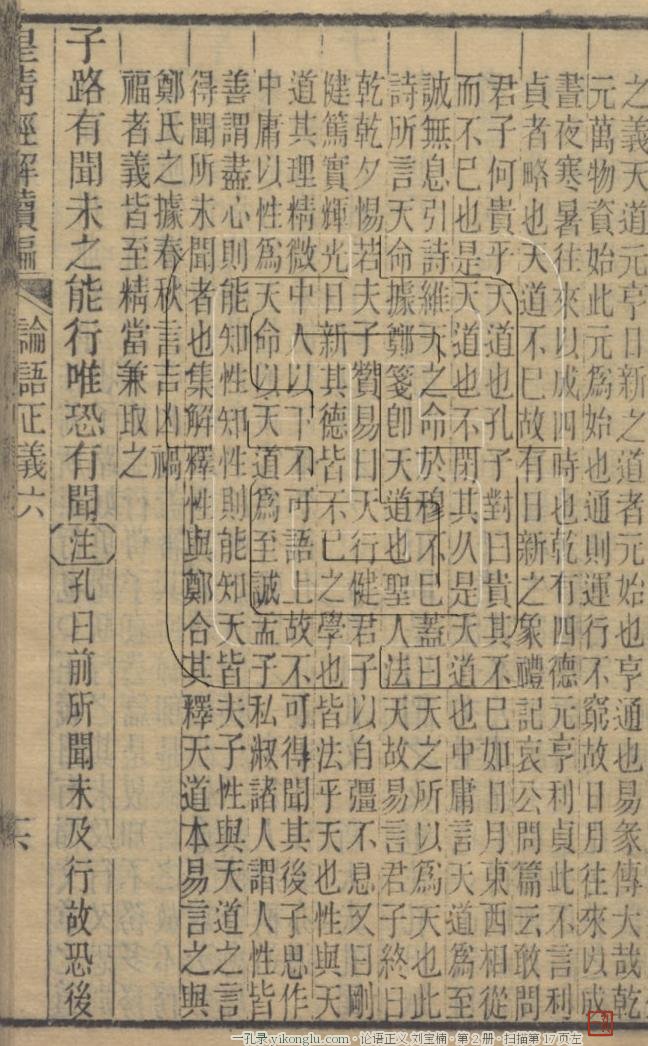 之義天道元亨日新之道者元始也亨通也易彖傳大哉乾
元萬物資始此元爲始也通則運行不窮故日月往來以成
晝夜寒暑往來以成四時也乾有四德元亨利貞此不言利
貞者略也天道不已故有日新之象禮記哀公問篇云敢問
君子何貴乎天道也孔子對曰貴其不已如日月東西相從
而不已也是天道也不閉其久是天道也中庸言天道爲至
誠無息引詩維天之命於穆不已蓋曰天之所以爲天也此
詩所言天命據鄭箋卽天道也聖人法天故易言君子終日
乾乾夕惕若夫子贊易曰天行健君子以自彊不息又曰剛
健篤實輝光日新其德皆不已之學也皆法乎天也性與天
道其理精微中人以下不可語上故不可得聞其後子思作
中庸以性爲天命以天道爲至誠孟子私淑諸人謂人性皆
善謂盡心則能知性知性則能知天皆夫子性與天道之言
得聞所未聞者也集解釋性與鄭合其釋天道本易言之與
鄭氏之據春秋言吉凶禍
福者義皆至精當兼取之
子路有聞未之能行唯恐有聞注孔曰前所聞未及行故恐後
皇清經解續編 論語正義六
一孔录 yikonglu.com · 论语正义 刘宝楠 · 第 2 册 · 扫描第 17 页左